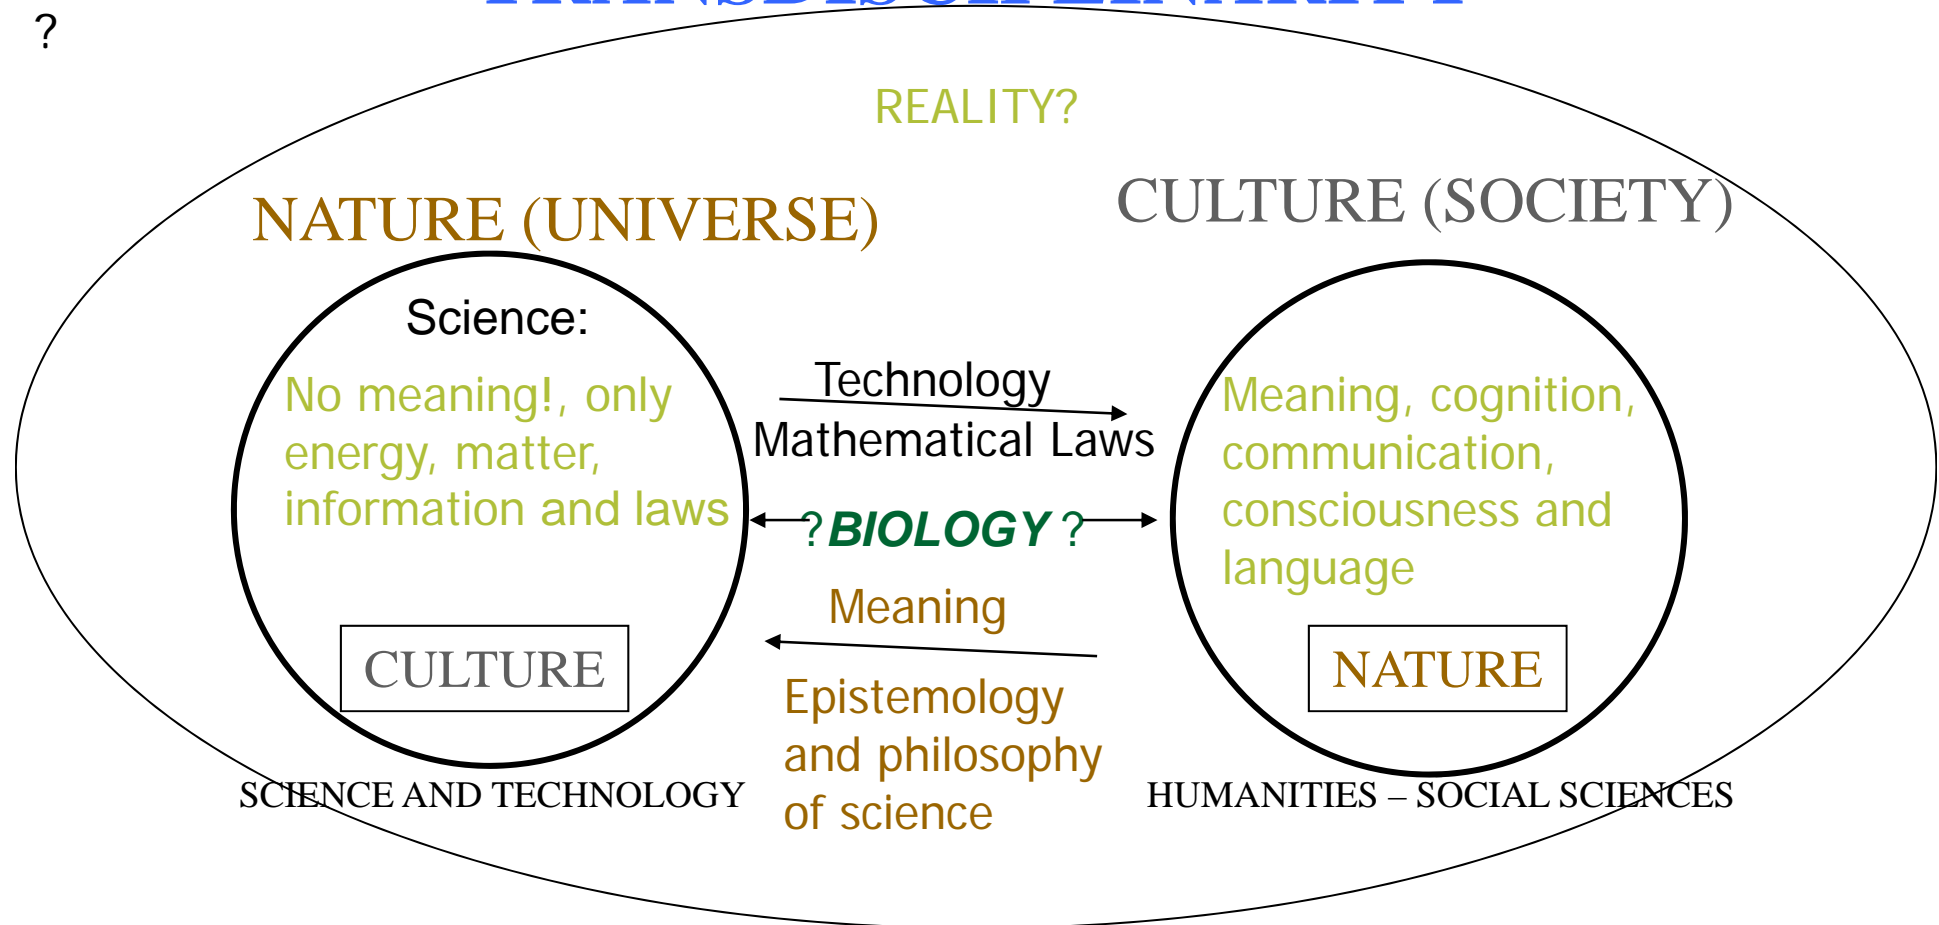 TRANSDISCIPLINARITY
?
REALITY?
NATURE (UNIVERSE)
CULTURE (SOCIETY)
Science:
No meaning!, only
energy, matter,
information and laws
CULTURE
SCIENCE AND TECHNOLOGY
Technology
Mathematical Laws
?BIOLOGY ?
Meaning
Epistemology
and philosophy
of science
Meaning, cognition,
communication,
consciousness and
language
NATURE
HUMANITIES – SOCIAL SCIENCES